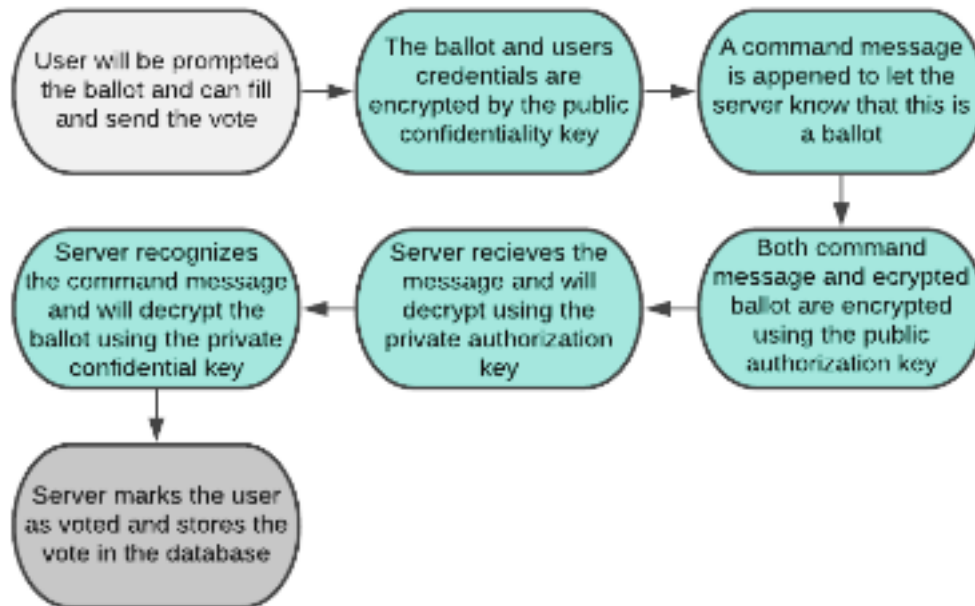 User will be prompted
the ballot and can fill
and send the vote
The ballot and users
credentials are
encrypted by the public
confidentiality key
A command message
is appened to let the
server know that this is
a ballot
Both command
message and ecrypted
ballot are encrypted
using the public
authorization key
Server recieves the
message and will
decrypt using the
private authorization
key
Server recognizes
the command message
and will decrypt the
ballot using the private
confidential key
Server marks the user
as voted and stores the
vote in the database